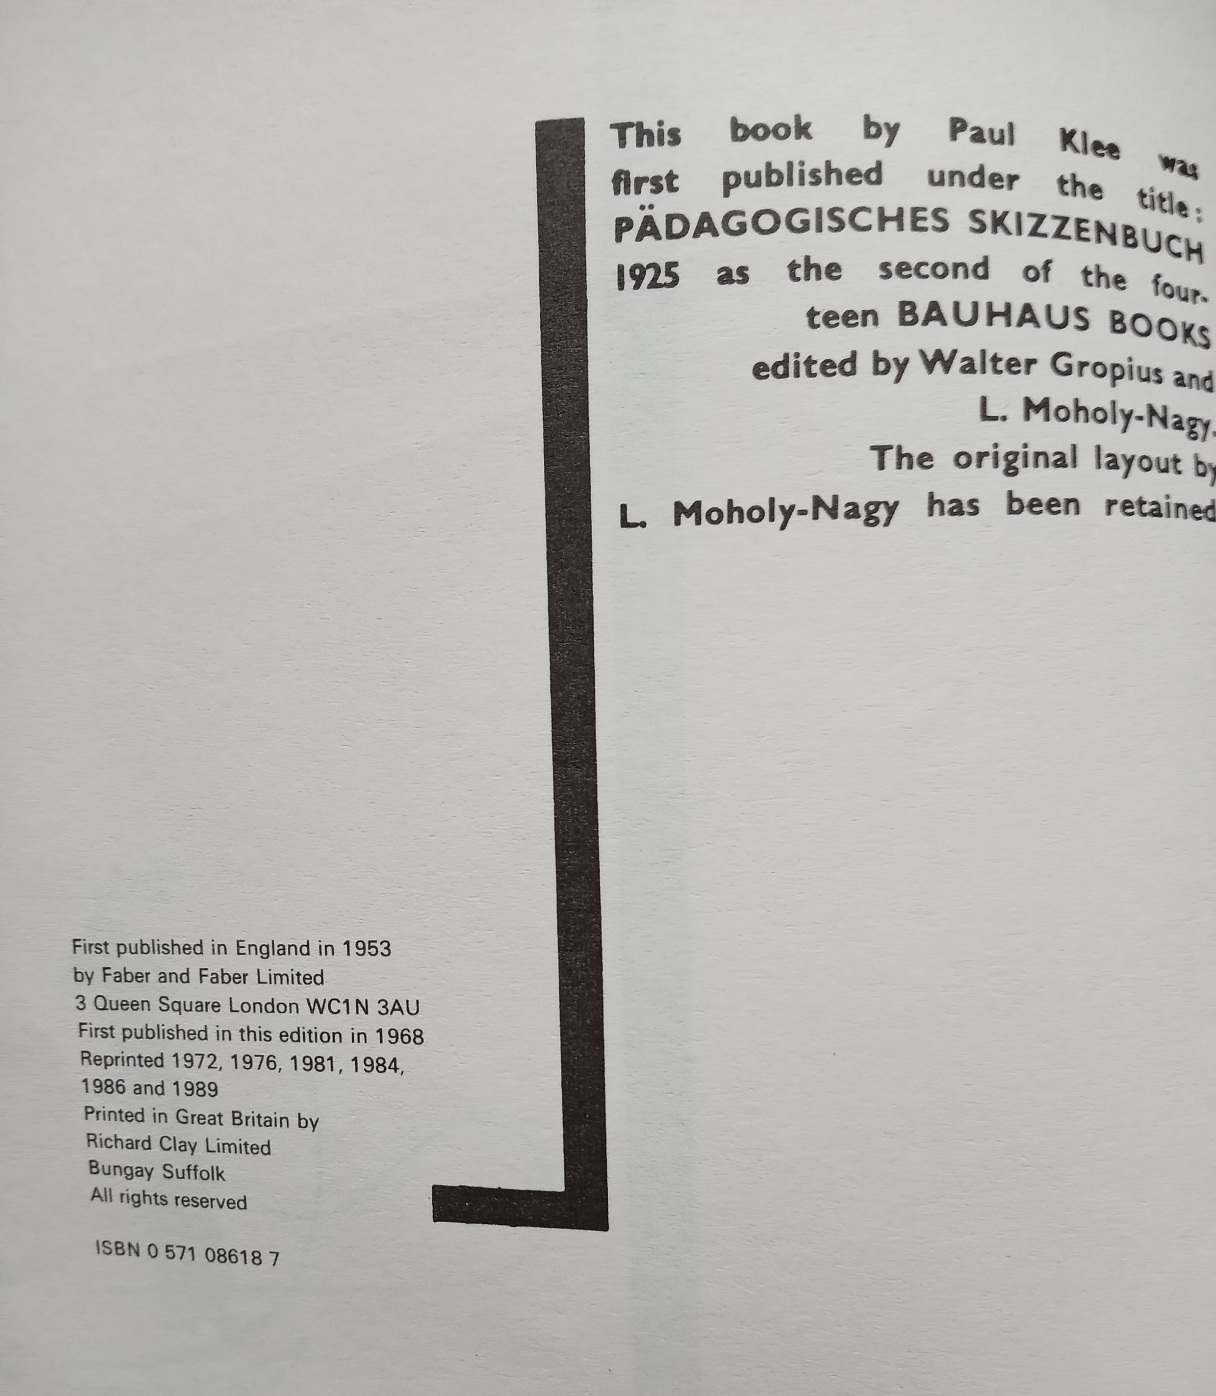 This book by Paul Klee was
first published under the title:
PÄDAGOGISCHES SKIZZENBUCH
1925 as the second of the four-
teen BAUHAUS BOOKS
edited by Walter Gropius and
L. Moholy-Nagy.
The original layout by
L. Moholy-Nagy has been retained
First published in England in 1953
by Faber and Faber Limited
3 Queen Square London WC1N 3AU
First published in this edition in 1968
Reprinted 1972, 1976, 1981, 1984,
1986 and 1989
Printed in Great Britain by
Richard Clay Limited
Bungay Suffolk
All rights reserved
ISBN 0 571 08618 7